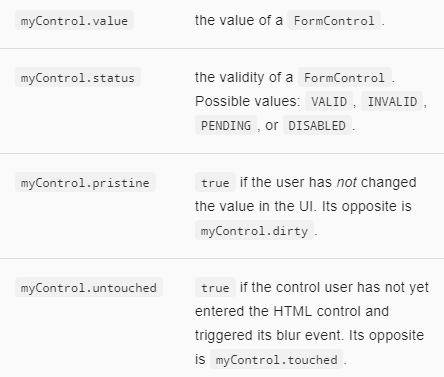 myControl.value the value of a FormControl .
myControl.status the validity of a FormControl .
Possible values: VALID , INVALID ,
PENDING , or DISABLED .
myControl.pristine true if the user has not changed
the value in the UI. Its opposite is
myControl.dirty .
myControl.untouched true if the control user has not yet
entered the HTML control and
triggered its blur event. Its opposite
is myControl.touched .